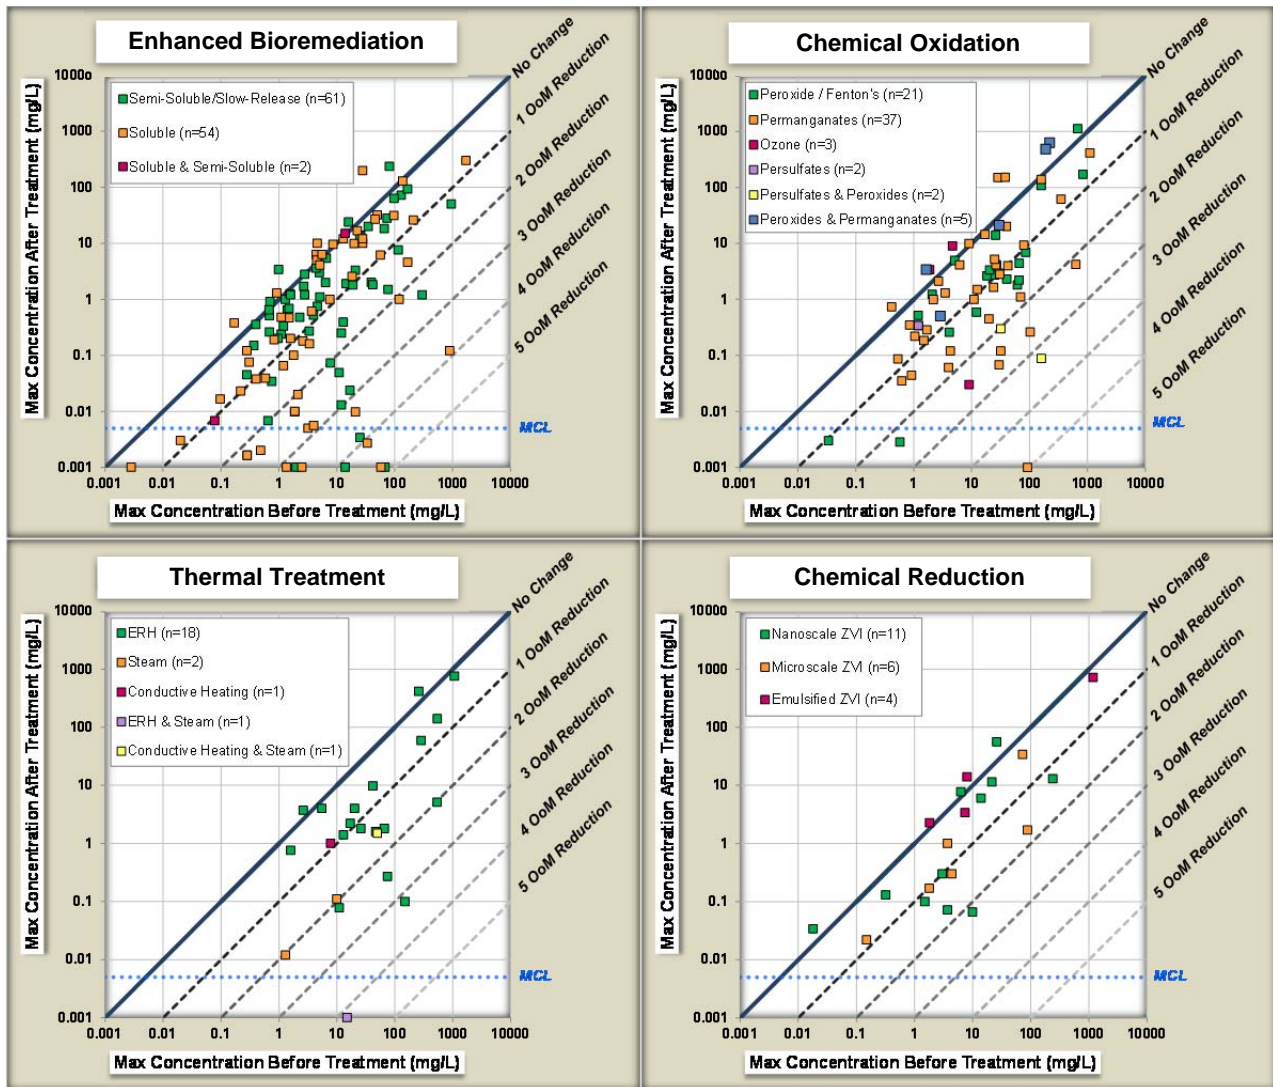 Enhanced Bioremediation
Max Concentration After Treatment (mg/L)
10000
1000
100
10
1
0.1
0.01
0.001
Semi-Soluble/Slow-Release (n=61)
Soluble (n=54)
Soluble & Semi-Soluble (n=2)
No Change
1 OoM Reduction
2 OoM Reduction
3 OoM Reduction
4 OoM Reduction
5 OoM Reduction
MCL
0.001 0.01 0.1 1 10 100 1000 10000
Max Concentration Before Treatment (mg/L)
Chemical Oxidation
Max Concentration After Treatment (mg/L)
10000
1000
100
10
1
0.1
0.01
0.001
Peroxide / Fenton's (n=21)
Permanganates (n=37)
Ozone (n=3)
Persulfates (n=2)
Persulfates & Peroxides (n=2)
Peroxides & Permanganates (n=5)
No Change
1 OoM Reduction
2 OoM Reduction
3 OoM Reduction
4 OoM Reduction
5 OoM Reduction
MCL
0.001 0.01 0.1 1 10 100 1000 10000
Max Concentration Before Treatment (mg/L)
Thermal Treatment
Max Concentration After Treatment (mg/L)
10000
1000
100
10
1
0.1
0.01
0.001
ERH (n=18)
Steam (n=2)
Conductive Heating (n=1)
ERH & Steam (n=1)
Conductive Heating & Steam (n=1)
No Change
1 OoM Reduction
2 OoM Reduction
3 OoM Reduction
4 OoM Reduction
5 OoM Reduction
MCL
0.001 0.01 0.1 1 10 100 1000 10000
Max Concentration Before Treatment (mg/L)
Chemical Reduction
Max Concentration After Treatment (mg/L)
10000
1000
100
10
1
0.1
0.01
0.001
Nanoscale ZVI (n=11)
Microscale ZVI (n=6)
Emulsified ZVI (n=4)
No Change
1 OoM Reduction
2 OoM Reduction
3 OoM Reduction
4 OoM Reduction
5 OoM Reduction
MCL
0.001 0.01 0.1 1 10 100 1000 10000
Max Concentration Before Treatment (mg/L)